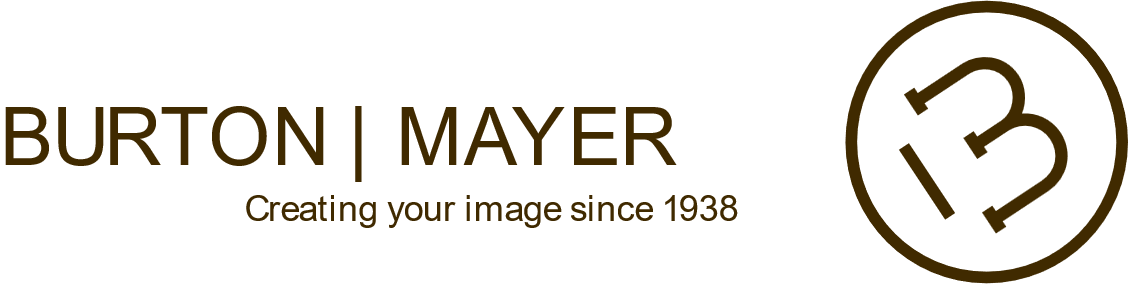 BURTON | MAYER
Creating your image since 1938